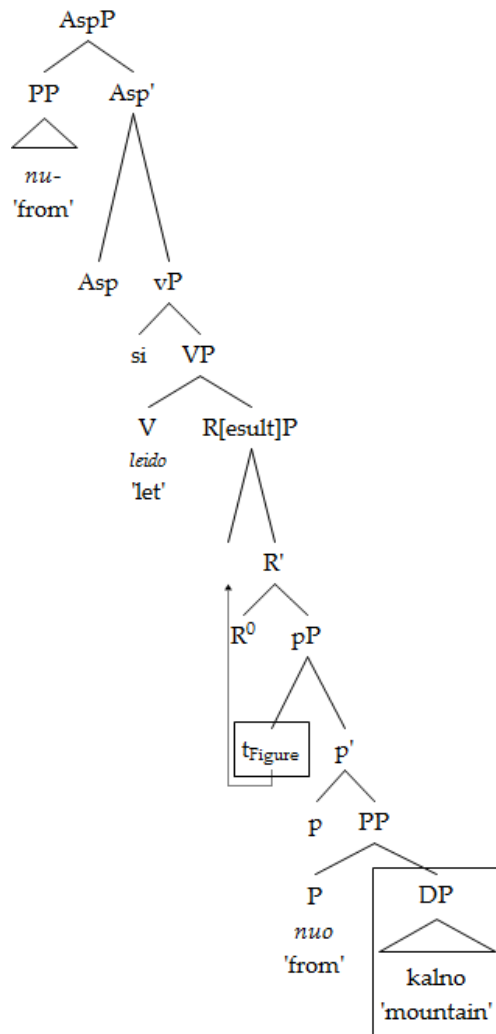 AspP
PP Asp'
nu-
'from'
Asp vP
si VP
V R[esult]P
leido
'let'
R'
R⁰ pP
tFigure p'
p PP
P DP
nuo
'from' kalno
'mountain'